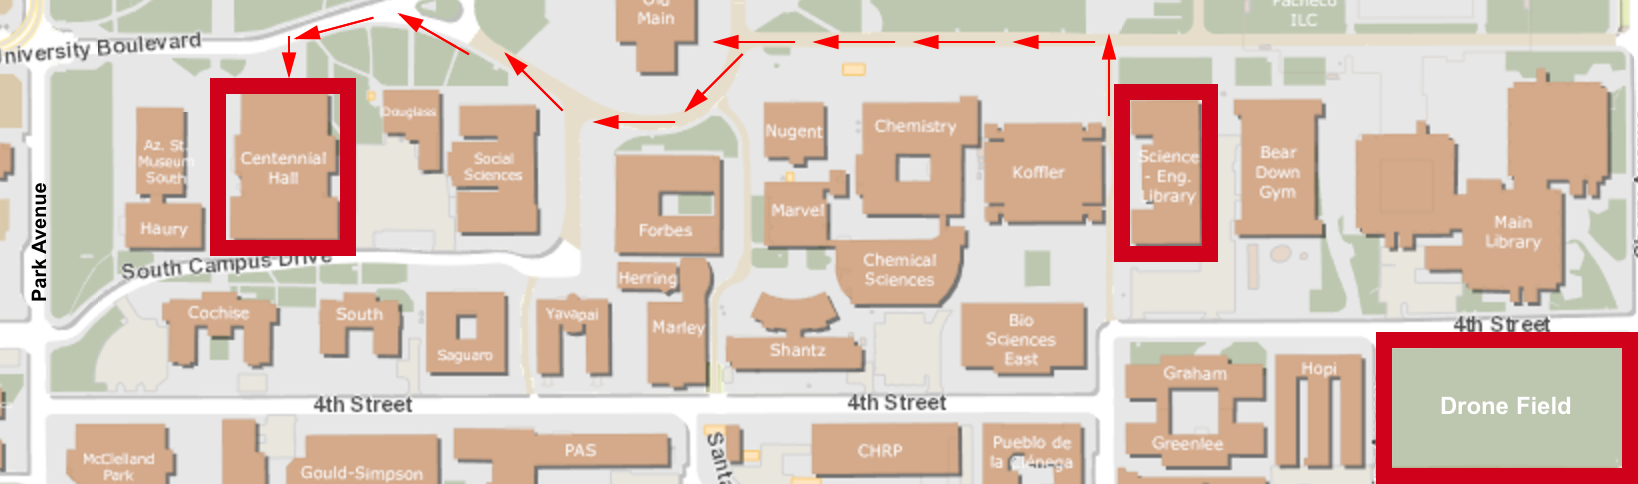 Old
Main
Pacheco
ILC
University Boulevard
Az. St.
Museum
South
Haury
Centennial
Hall
Douglass
Social
Sciences
Forbes
Nugent
Marvel
Chemistry
Koffler
Science
- Eng.
Library
Bear
Down
Gym
Main
Library
Park Avenue
South Campus Drive
Herring
Chemical
Sciences
Cochise
South
Saguaro
Yavapai
Marley
Shantz
Bio
Sciences
East
4th Street
Graham
Hopi
Greenlee
Drone Field
4th Street
4th Street
McClelland
Park
Gould-Simpson
PAS
Santa
CHRP
Pueblo de
la Ciénega